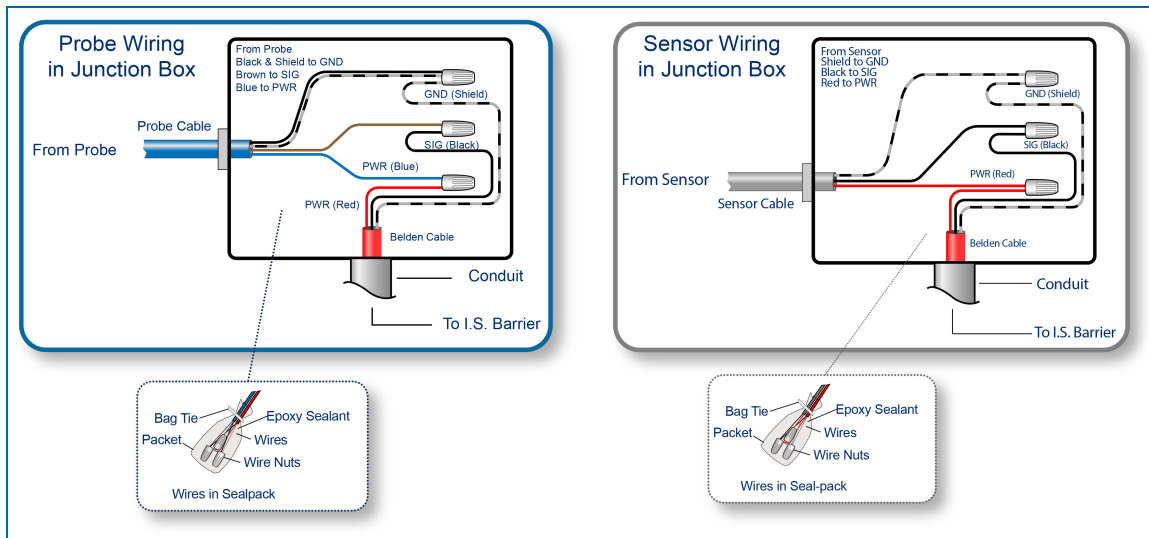 Probe Wiring
in Junction Box
From Probe
Black & Shield to GND
Brown to SIG
Blue to PWR
GND (Shield)
Probe Cable
From Probe
SIG (Black)
PWR (Blue)
PWR (Red)
Belden Cable
Conduit
To I.S. Barrier
Bag Tie
Epoxy Sealant
Packet
Wires
Wire Nuts
Wires in Sealpack
Sensor Wiring
in Junction Box
From Sensor
Shield to GND
Black to SIG
Red to PWR
GND (Shield)
SIG (Black)
From Sensor
PWR (Red)
Sensor Cable
Belden Cable
Conduit
To I.S. Barrier
Bag Tie
Epoxy Sealant
Packet
Wires
Wire Nuts
Wires in Seal-pack